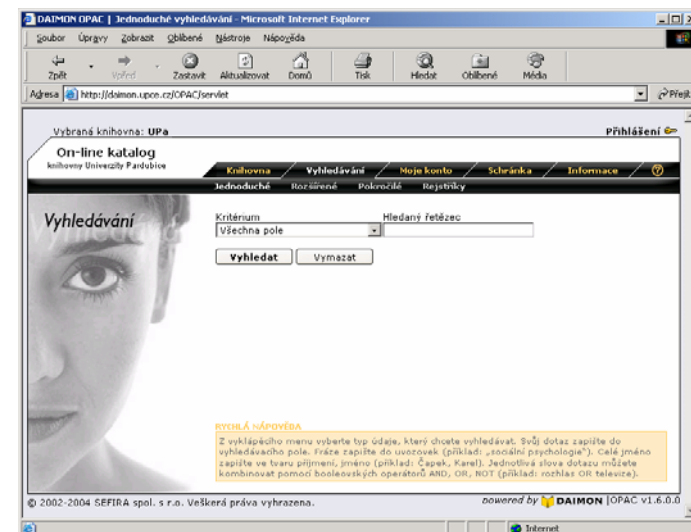 DAIMON OPAC | Jednoduché vyhledávání - Microsoft Internet Explorer
Soubor Úpravy Zobrazit Oblíbené Nástroje Nápověda
Zpět Vpřed Zastavit Aktualizovat Domů Tisk Hledat Oblíbené Média
Adresa http://daimon.upce.cz/OPAC/servlet Přejít
Vybraná knihovna: UPa Přihlášení
On-line katalog
knihovny Univerzity Pardubice
Knihovna Vyhledávání Moje konto Schránka Informace ?
Jednoduché Rozšířené Pokročilé Rejstříky
Vyhledávání
Kritérium Hledaný řetězec
Všechna pole
Vyhledat Vymazat
RYCHLÁ NÁPOVĚDA
Z vyklápěcího menu vyberte typ údaje, který chcete vyhledávat. Svůj dotaz zapište do
vyhledávacího pole. Fráze zapište do uvozovek (příklad: „sociální psychologie"). Celé jméno
zapište ve tvaru příjmení, jméno (příklad: Čapek, Karel). Jednotlivá slova dotazu můžete
kombinovat pomocí booleovských operátorů AND, OR, NOT (příklad: rozhlas OR televize).
© 2002-2004 SEFIRA spol. s r.o. Veškerá práva vyhrazena. powered by DAIMON |OPAC v1.6.0.0
Internet